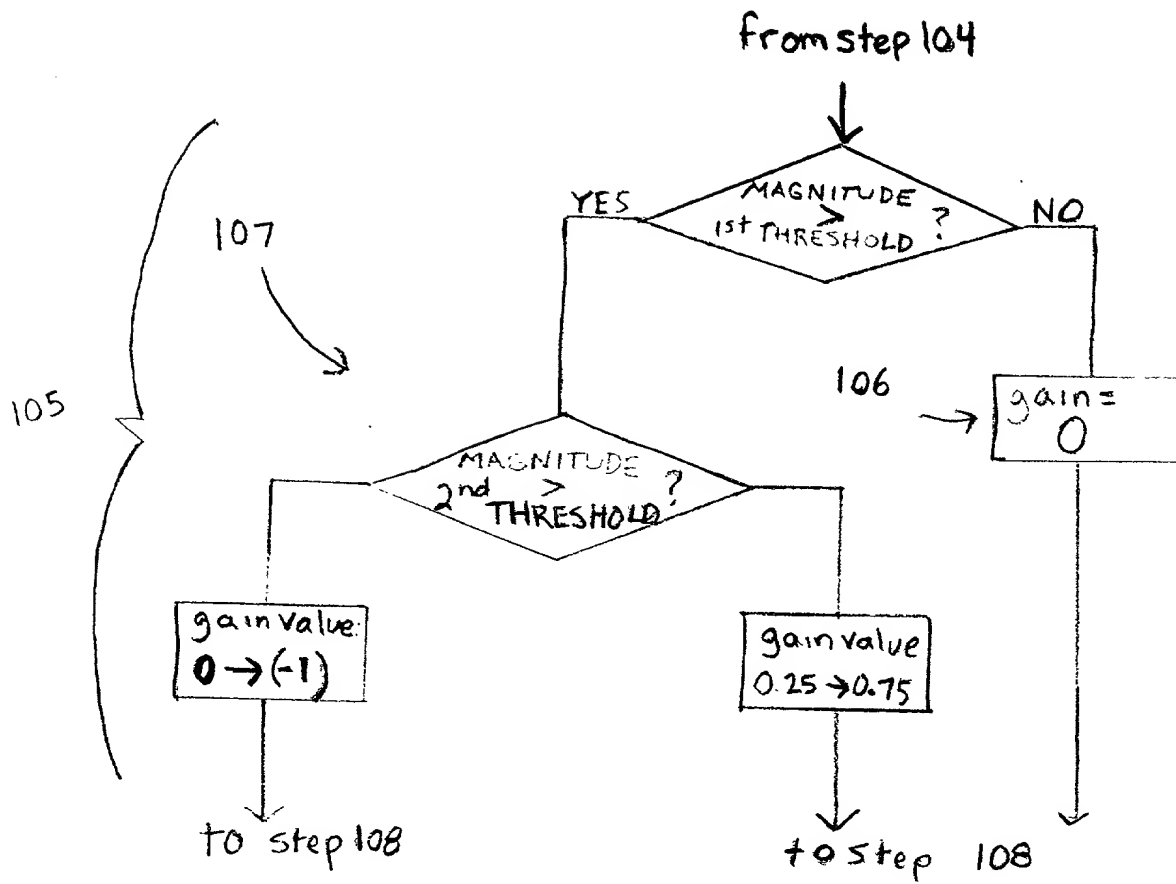 from step 104
YES
MAGNITUDE
>
1st THRESHOLD ?
NO
107
105
106
gain =
0
MAGNITUDE
2nd > ?
THRESHOLD
gain value:
0 → (-1)
gain value
0.25 → 0.75
to step 108
to step 108